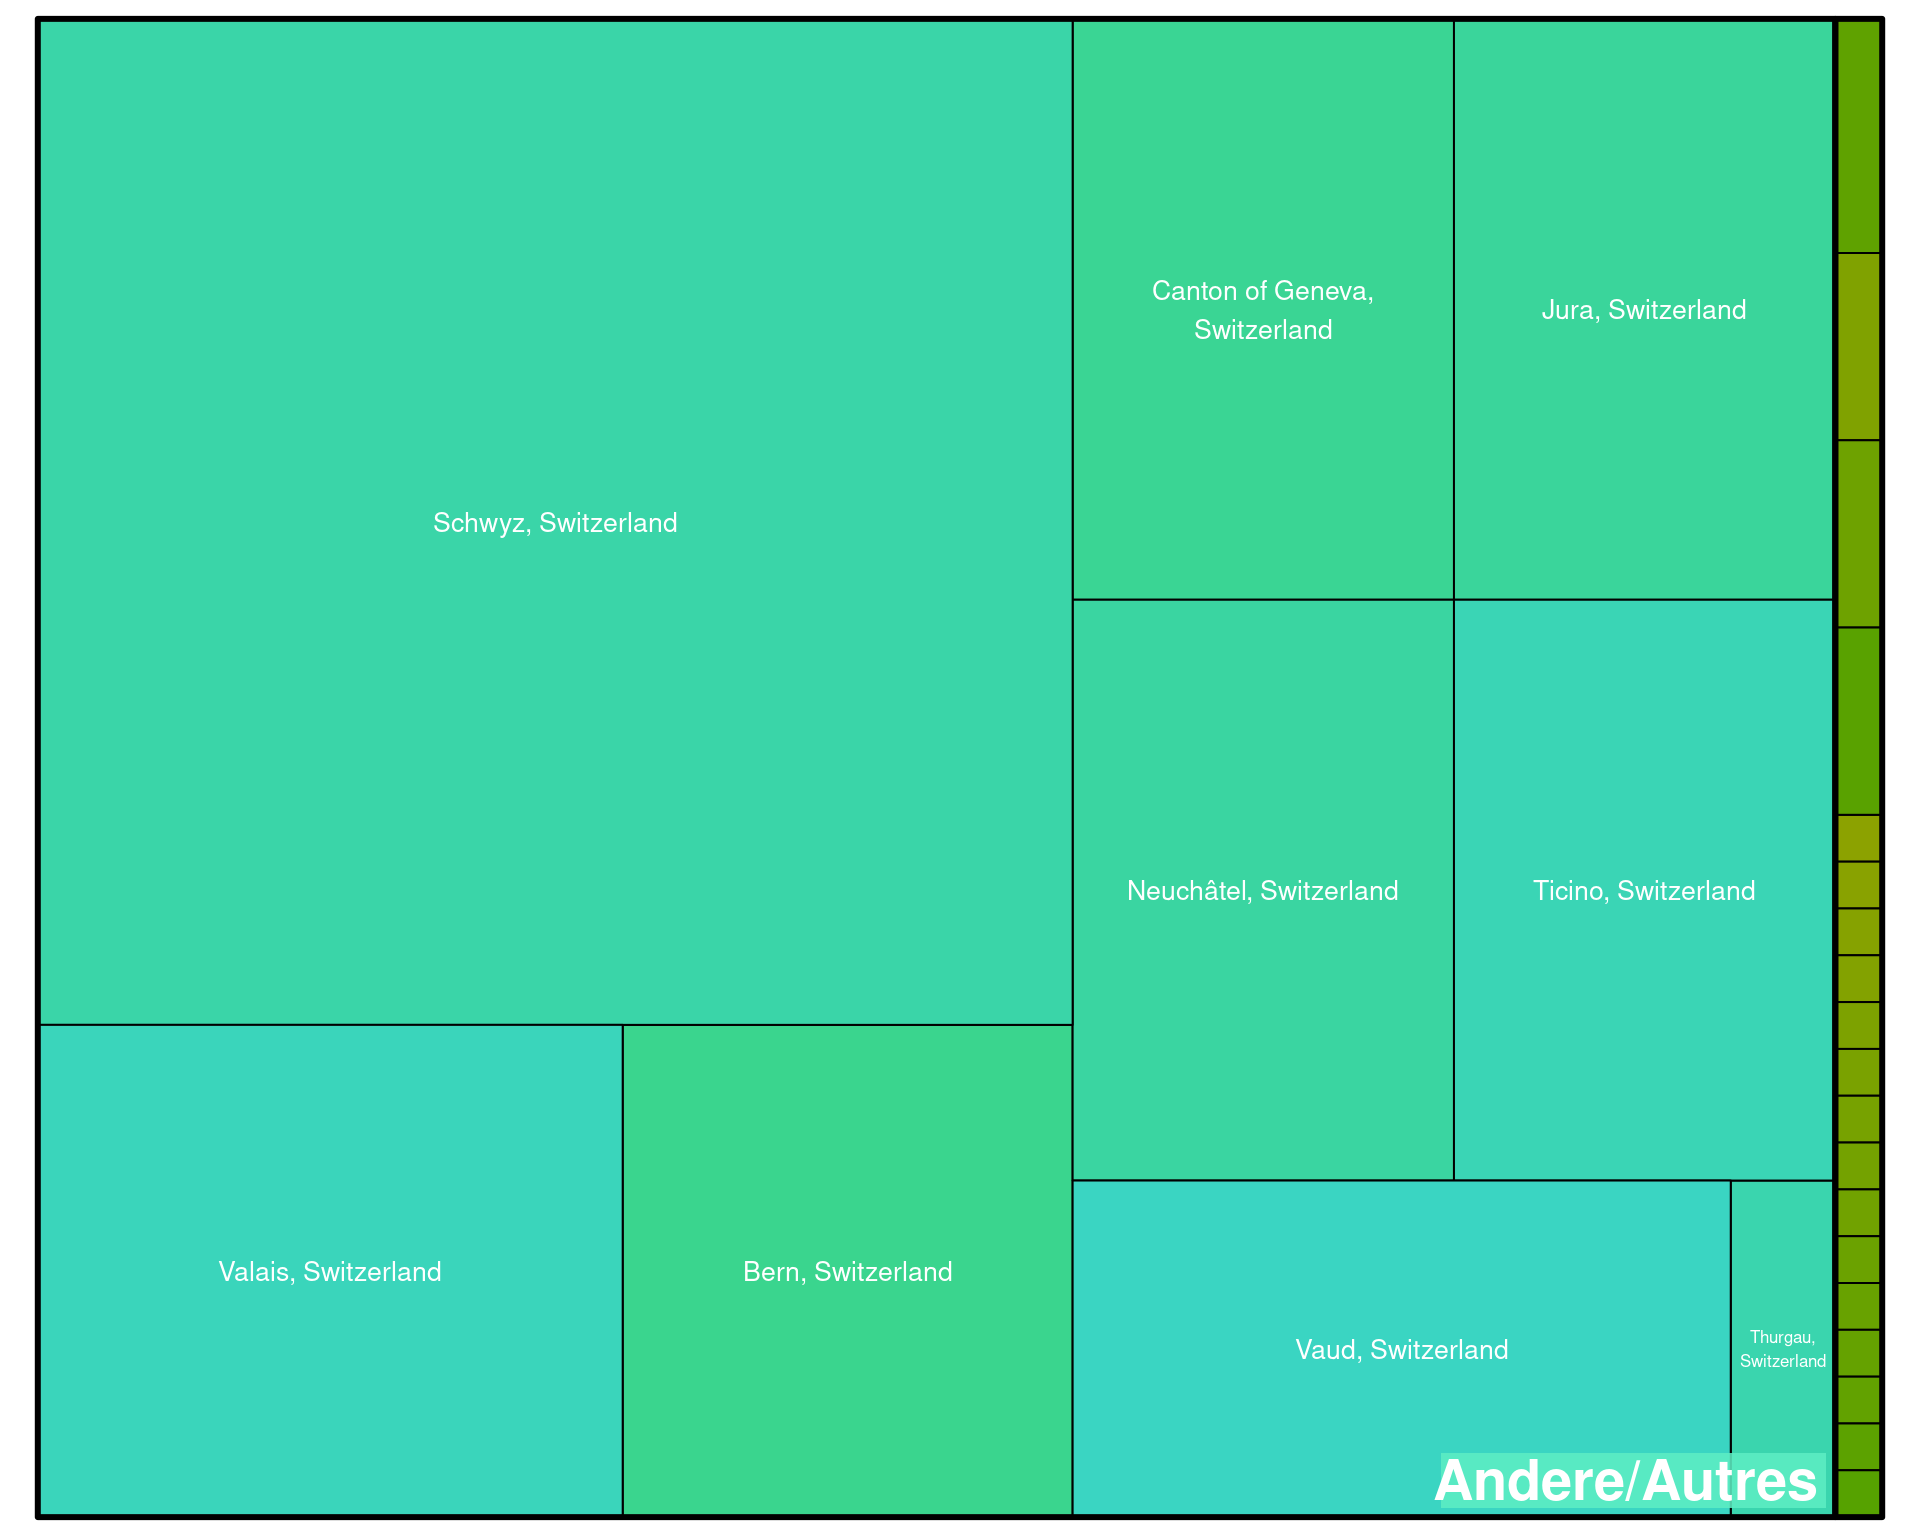 Canton of Geneva,
Switzerland
Jura, Switzerland
Schwyz, Switzerland
Neuchâtel, Switzerland
Ticino, Switzerland
Valais, Switzerland
Bern, Switzerland
Vaud, Switzerland
Thurgau,
Switzerland
Andere/Autres